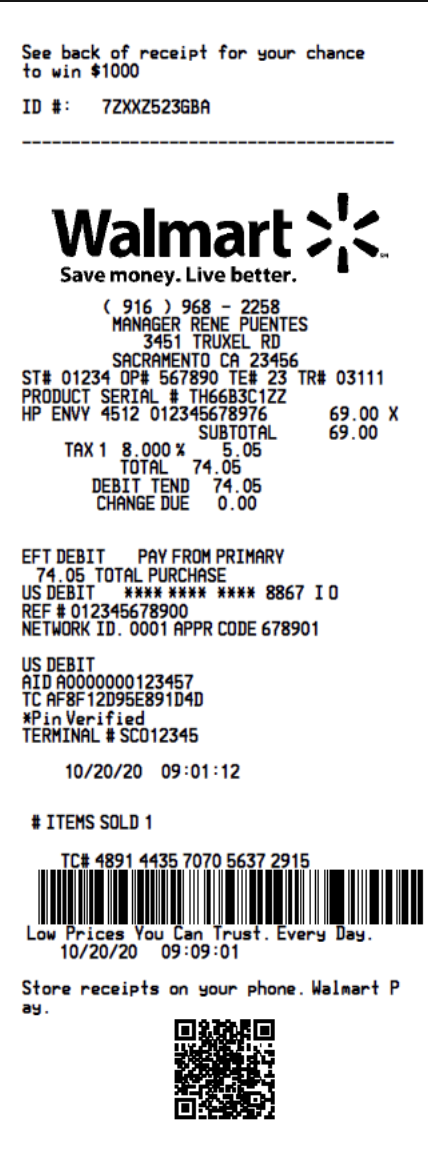 See back of receipt for your chance
to win $1000
ID #: 7ZXXZ523GBA
---------------------------------------
Walmart
Save money. Live better.
( 916 ) 968 - 2258
MANAGER RENE PUENTES
3451 TRUXEL RD
SACRAMENTO CA 23456
ST# 01234 OP# 567890 TE# 23 TR# 03111
PRODUCT SERIAL # TH66B3C1ZZ
HP ENVY 4512 012345678976 69.00 X
SUBTOTAL 69.00
TAX 1 8.000 % 5.05
TOTAL 74.05
DEBIT TEND 74.05
CHANGE DUE 0.00
EFT DEBIT PAY FROM PRIMARY
74.05 TOTAL PURCHASE
US DEBIT **** **** **** 8867 I 0
REF # 012345678900
NETWORK ID. 0001 APPR CODE 678901
US DEBIT
AID A0000000123457
TC AF8F12D95E891D4D
*Pin Verified
TERMINAL # SC012345
10/20/20 09:01:12
# ITEMS SOLD 1
TC# 4891 4435 7070 5637 2915
Low Prices You Can Trust. Every Day.
10/20/20 09:09:01
Store receipts on your phone. Walmart P
ay.